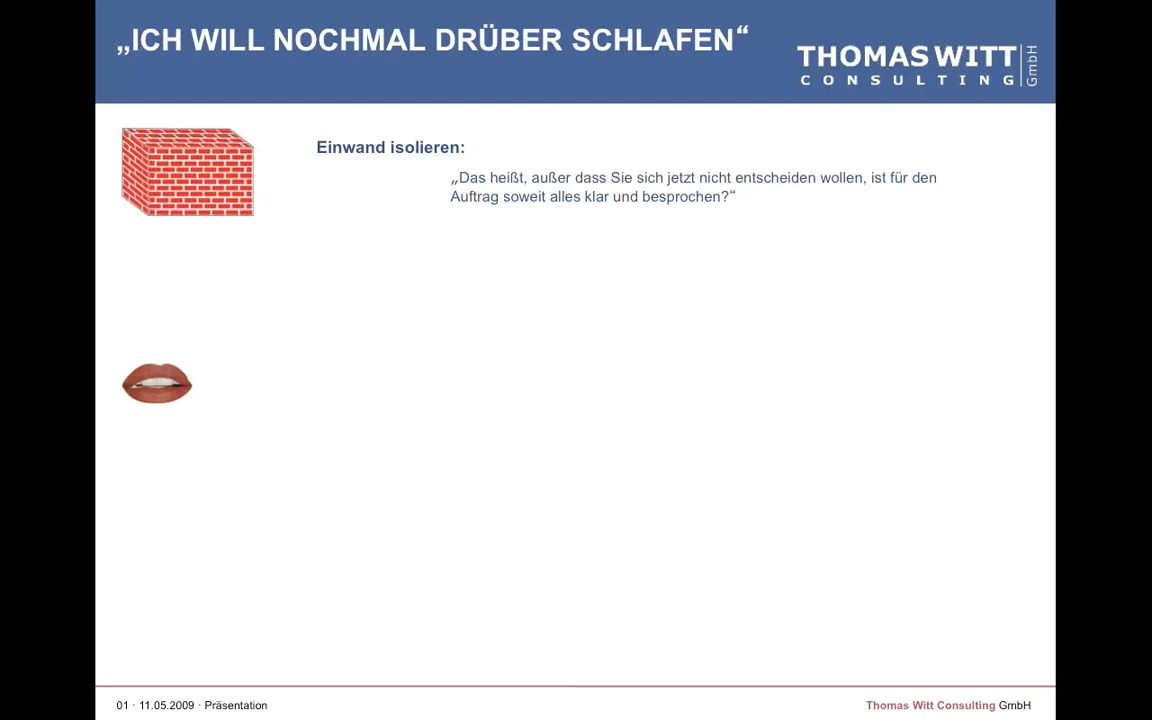 „ICH WILL NOCHMAL DRÜBER SCHLAFEN“
THOMAS WITT
CONSULTING
GmbH
Einwand isolieren:
„Das heißt, außer dass Sie sich jetzt nicht entscheiden wollen, ist für den
Auftrag soweit alles klar und besprochen?“
01 · 11.05.2009 · Präsentation
Thomas Witt Consulting GmbH